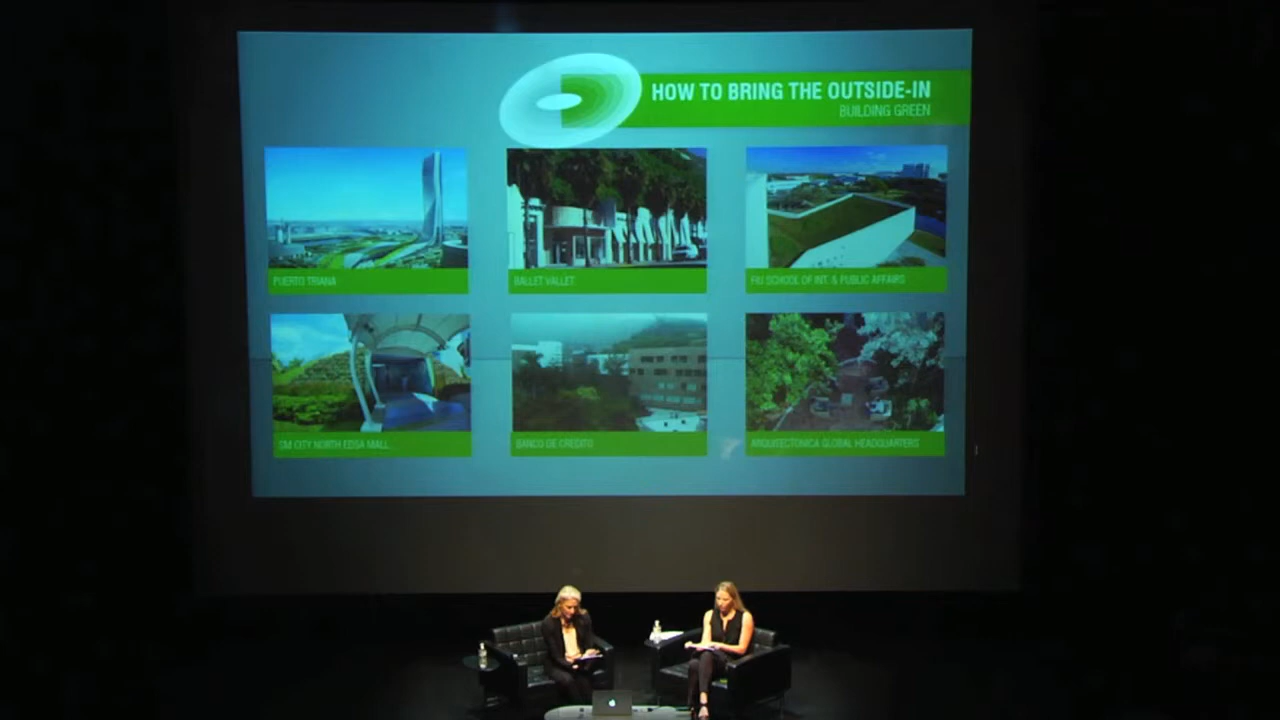 HOW TO BRING THE OUTSIDE-IN
BUILDING GREEN
PUERTO TRIANA
BALLET VALLET
FIU SCHOOL OF INT. & PUBLIC AFFAIRS
SM CITY NORTH EDSA MALL
BANCO DE CREDITO
ARQUITECTONICA GLOBAL HEADQUARTERS